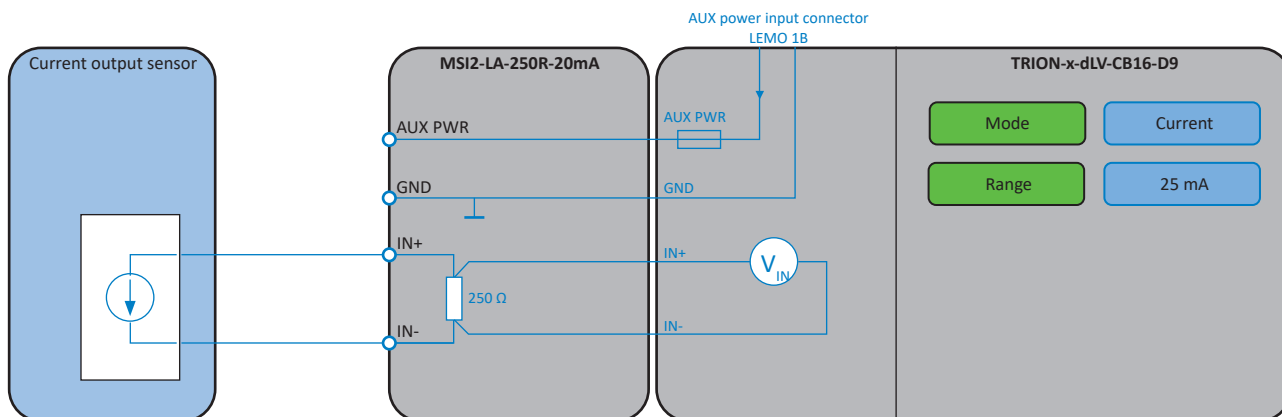 AUX power input connector
LEMO 1B
Current output sensor
MSI2-LA-250R-20mA
TRION-x-dLV-CB16-D9
AUX PWR
AUX PWR
Mode
Current
GND
GND
Range
25 mA
IN+
IN+
V IN
250 Ω
IN-
IN-